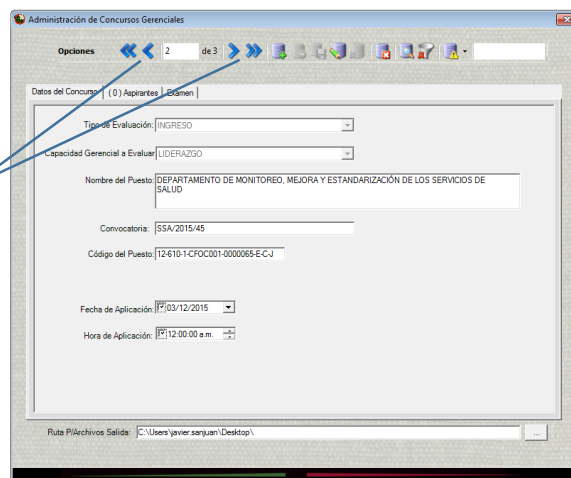 Administración de Concursos Gerenciales
Opciones 2 de 3
Datos del Concurso ( 0 ) Aspirantes Examen
Tipo de Evaluación: INGRESO
Capacidad Gerencial a Evaluar LIDERAZGO
Nombre del Puesto: DEPARTAMENTO DE MONITOREO, MEJORA Y ESTANDARIZACIÓN DE LOS SERVICIOS DE
SALUD
Convocatoria: SSA/2015/45
Código del Puesto: 12-610-1-CFOC001-0000065-E-C-J
Fecha de Aplicación: 03/12/2015
Hora de Aplicación: 12:00:00 a.m.
Ruta P/Archivos Salida: C:\Users\javier.sanjuan\Desktop\ ...